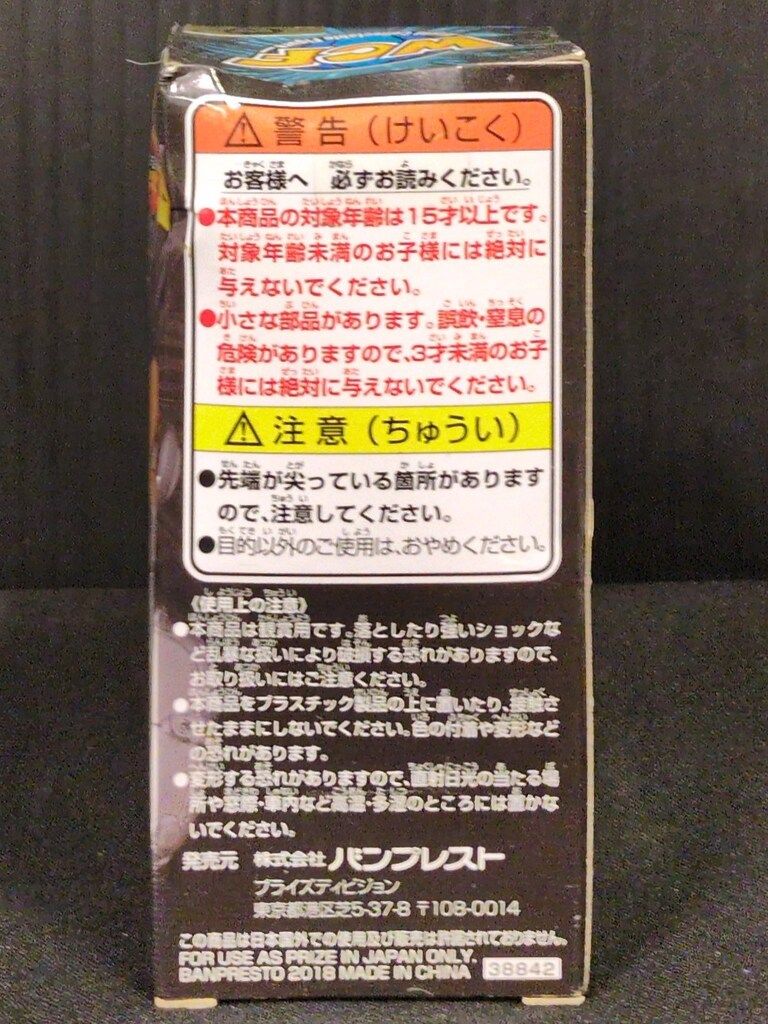 WCF
警告（けいこく）
お客様へ 必ずお読みください。
●本商品の対象年齢は15才以上です。
対象年齢未満のお子様には絶対に
与えないでください。
●小さな部品があります。誤飲・窒息の
危険がありますので、3才未満のお子
様には絶対に与えないでください。
注意（ちゅうい）
●先端が尖っている箇所があります
ので、注意してください。
●目的以外のご使用は、おやめください。
《使用上の注意》
●本商品は観賞用です。落としたり強いショックな
ど乱暴な扱いにより破損する恐れがありますので、
お取り扱いにはご注意ください。
●本商品をプラスチック製品の上に置いたり、接触さ
せたままにしないでください。色の付着や変形など
の恐れがあります。
●変形する恐れがありますので、直射日光の当たる場
所や窓際・車内など高温・多湿のところには置かな
いでください。
発売元 株式会社 バンプレスト
プライズディビジョン
東京都港区芝5-37-8 〒108-0014
この商品は日本国外での使用及び販売は許諾されておりません。
FOR USE AS PRIZE IN JAPAN ONLY.
BANPRESTO 2018 MADE IN CHINA 38842